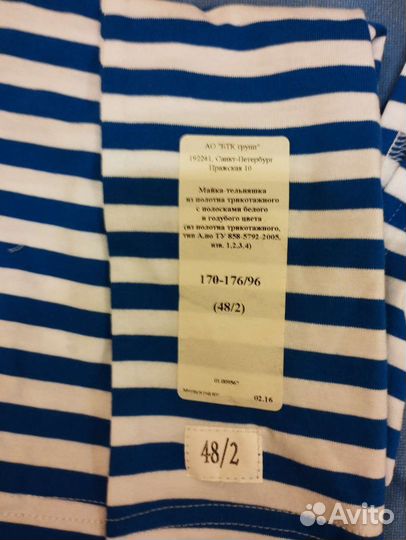 АО "БТК групп"
192281, Санкт-Петербург
Пражская 10
Майка-тельняшка
из полотна трикотажного
с полосками белого
и голубого цвета
(из полотна трикотажного,
тип А,по ТУ 858-5792-2005,
изв. 1,2,3,4)
170-176/96
(48/2)
02.16
48/2
Avito